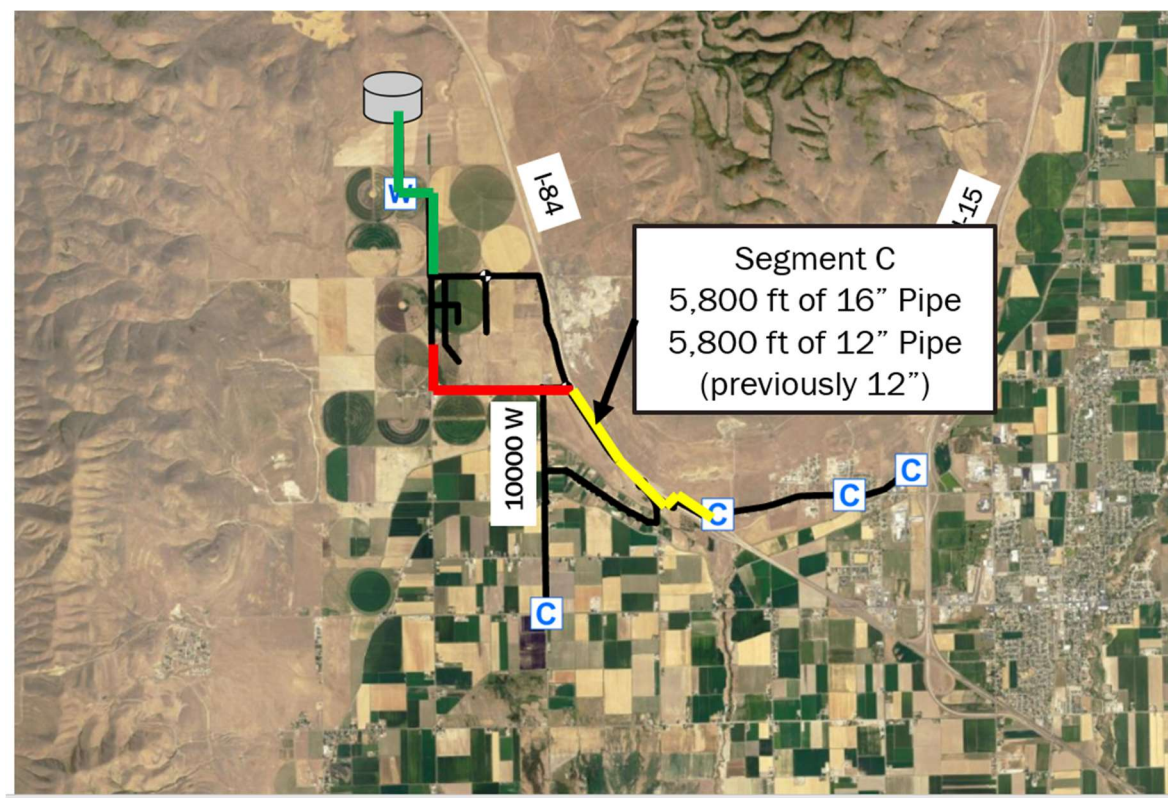 W
I-84
I-15
Segment C
5,800 ft of 16” Pipe
5,800 ft of 12” Pipe
(previously 12”)
10000 W
C
C
C
C